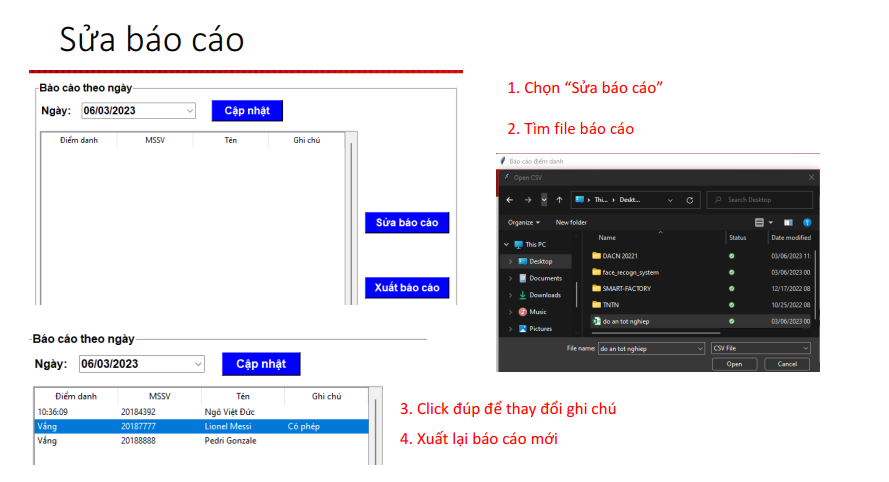 Sửa báo cáo
Báo cáo theo ngày
Ngày: 06/03/2023 Cập nhật
Điểm danh MSSV Tên Ghi chú
Sửa báo cáo
Xuất báo cáo
1. Chọn “Sửa báo cáo”
2. Tìm file báo cáo
Báo cáo điểm danh
Open CSV
Thi... Deskt... Search Desktop
Organize New folder
Name Status Date modified
This PC
Desktop
Documents
Downloads
Music
Pictures
DACN 20221 03/06/2023 11:
face_recogn_system 03/06/2023 00
SMART-FACTORY 12/17/2022 08
TNTN 10/25/2022 08
do an tot nghiep 03/06/2023 00
File name: do an tot nghiep CSV File
Open Cancel
Báo cáo theo ngày
Ngày: 06/03/2023 Cập nhật
Điểm danh MSSV Tên Ghi chú
10:36:09 20184392 Ngô Việt Đức
Vắng 20187777 Lionel Messi Có phép
Vắng 20188888 Pedri Gonzale
3. Click đúp để thay đổi ghi chú
4. Xuất lại báo cáo mới